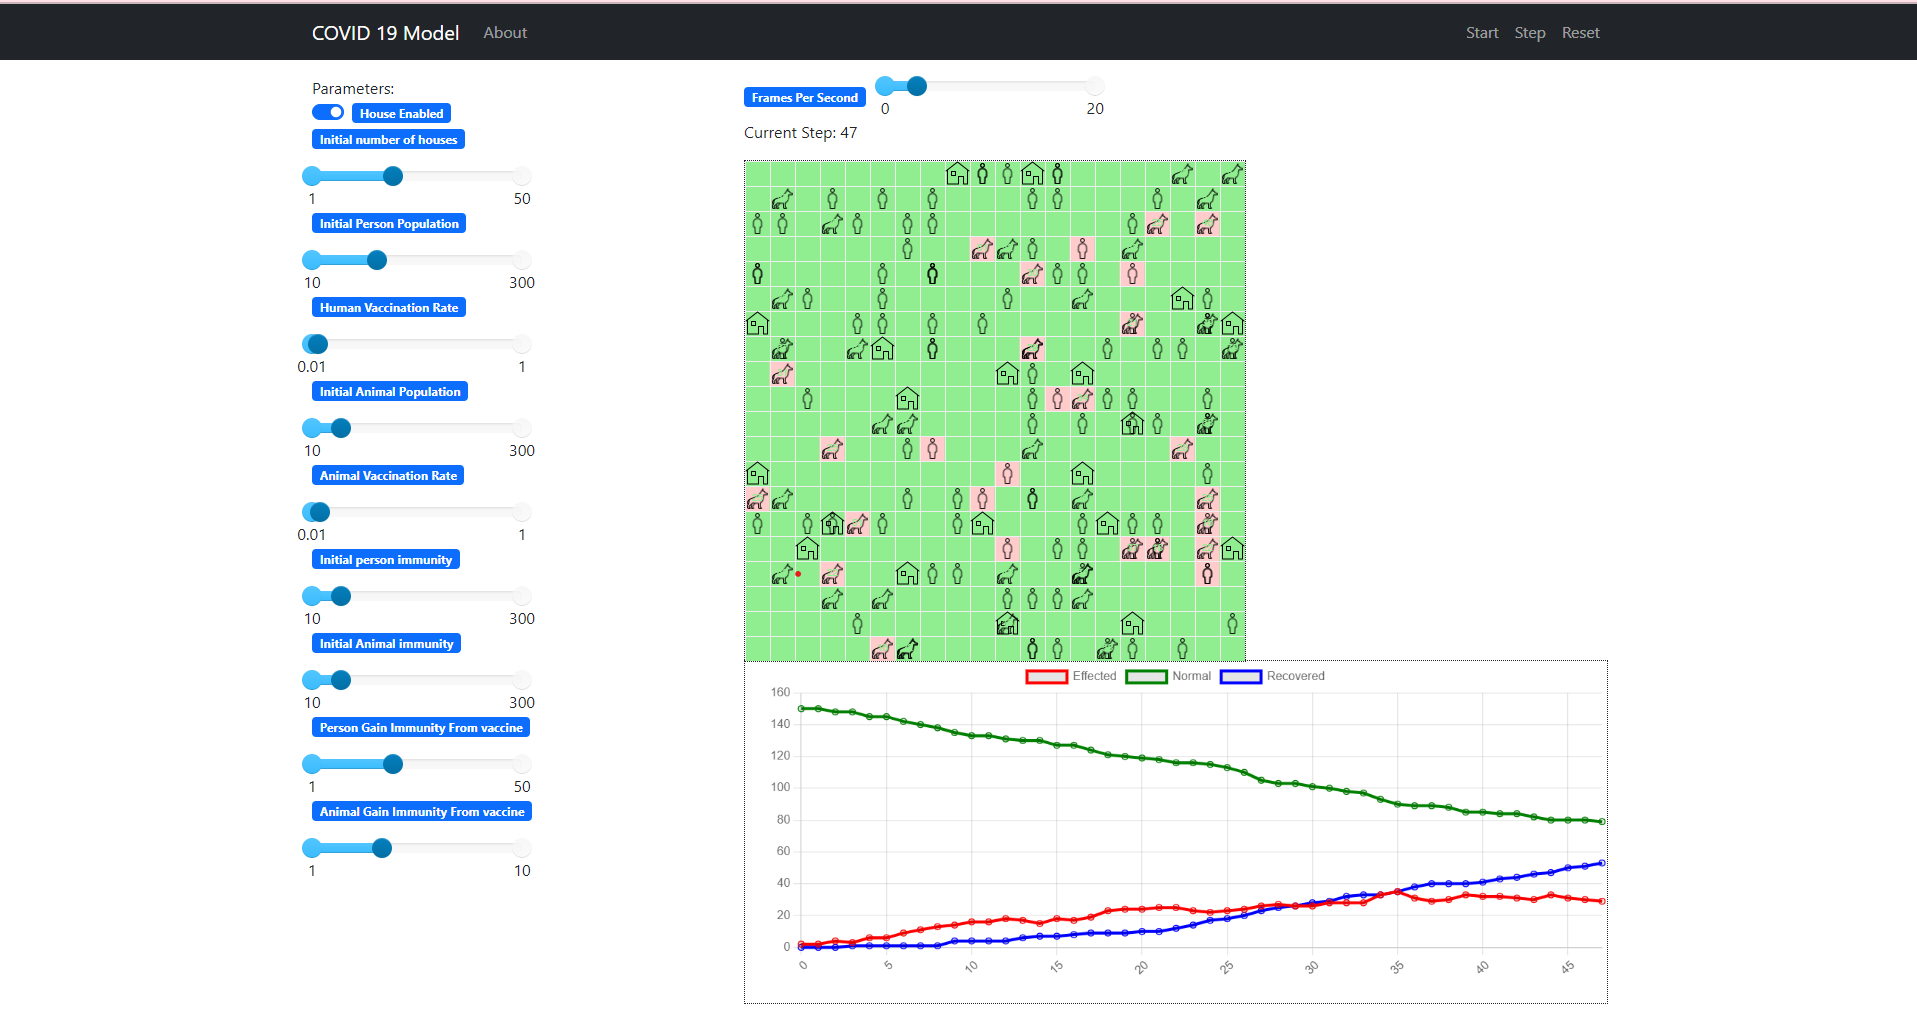 COVID 19 Model About Start Step Reset
Parameters:
House Enabled
Initial number of houses
1 50
Initial Person Population
10 300
Human Vaccination Rate
0.01 1
Initial Animal Population
10 300
Animal Vaccination Rate
0.01 1
Initial person immunity
10 300
Initial Animal immunity
10 300
Person Gain Immunity From vaccine
1 50
Animal Gain Immunity From vaccine
1 10
Frames Per Second
0 20
Current Step: 47
Effected Normal Recovered
160
140
120
100
80
60
40
20
0
0 5 10 15 20 25 30 35 40 45